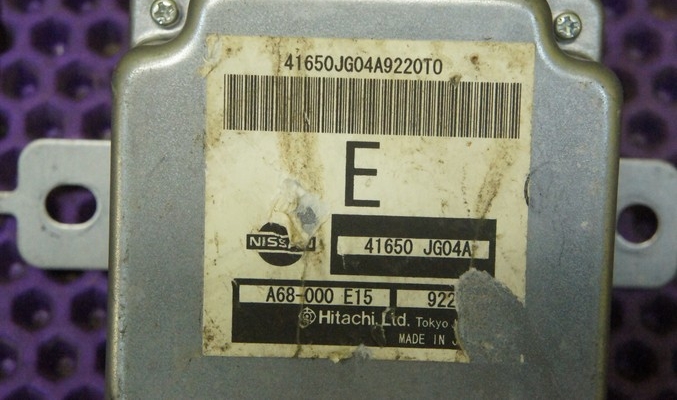 41650JG04A9220T0
E
NISSAN
41650 JG04A
A68-000 E15 922
Hitachi, Ltd. Tokyo
MADE IN